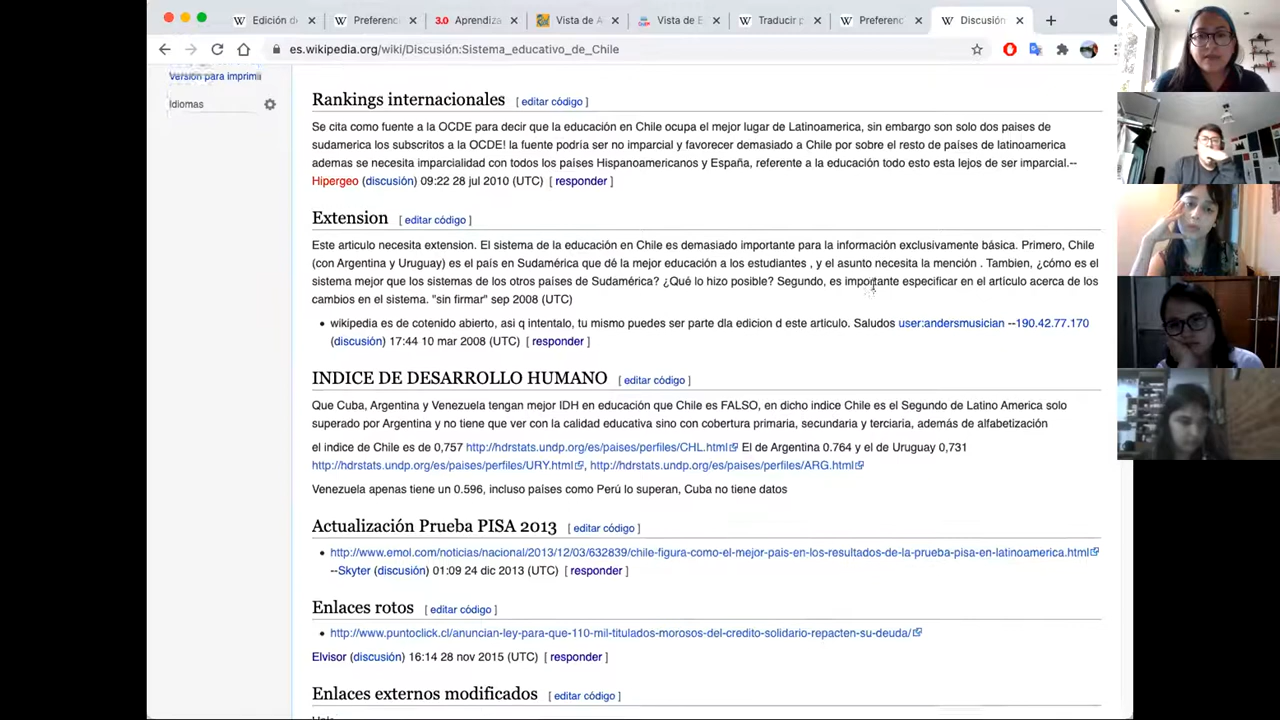 Edición d
Preferenc
3.0 Aprendiza
Vista de A
Vista de E
Traducir p
Preferenc
Discusión
es.wikipedia.org/wiki/Discusión:Sistema_educativo_de_Chile
Versión para imprimi
Idiomas
Rankings internacionales [ editar código ]
Se cita como fuente a la OCDE para decir que la educación en Chile ocupa el mejor lugar de Latinoamerica, sin embargo son solo dos paises de
sudamerica los subscritos a la OCDE! la fuente podría ser no imparcial y favorecer demasiado a Chile por sobre el resto de países de latinoamerica
ademas se necesita imparcialidad con todos los países Hispanoamericanos y España, referente a la educación todo esto esta lejos de ser imparcial.--
Hipergeo (discusión) 09:22 28 jul 2010 (UTC) [ responder ]
Extension [ editar código ]
Este articulo necesita extension. El sistema de la educación en Chile es demasiado importante para la información exclusivamente básica. Primero, Chile
(con Argentina y Uruguay) es el país en Sudamérica que dé la mejor educación a los estudiantes , y el asunto necesita la mención . Tambien, ¿cómo es el
sistema mejor que los sistemas de los otros países de Sudamérica? ¿Qué lo hizo posible? Segundo, es importante especificar en el artículo acerca de los
cambios en el sistema. "sin firmar" sep 2008 (UTC)
• wikipedia es de cotenido abierto, asi q intentalo, tu mismo puedes ser parte dla edicion d este articulo. Saludos user:andersmusician --190.42.77.170
(discusión) 17:44 10 mar 2008 (UTC) [ responder ]
INDICE DE DESARROLLO HUMANO [ editar código ]
Que Cuba, Argentina y Venezuela tengan mejor IDH en educación que Chile es FALSO, en dicho indice Chile es el Segundo de Latino America solo
superado por Argentina y no tiene que ver con la calidad educativa sino con cobertura primaria, secundaria y terciaria, además de alfabetización
el indice de Chile es de 0,757 http://hdrstats.undp.org/es/paises/perfiles/CHL.html El de Argentina 0.764 y el de Uruguay 0,731
http://hdrstats.undp.org/es/paises/perfiles/URY.html, http://hdrstats.undp.org/es/paises/perfiles/ARG.html
Venezuela apenas tiene un 0.596, incluso países como Perú lo superan, Cuba no tiene datos
Actualización Prueba PISA 2013 [ editar código ]
• http://www.emol.com/noticias/nacional/2013/12/03/632839/chile-figura-como-el-mejor-pais-en-los-resultados-de-la-prueba-pisa-en-latinoamerica.html
--Skyter (discusión) 01:09 24 dic 2013 (UTC) [ responder ]
Enlaces rotos [ editar código ]
• http://www.puntoclick.cl/anuncian-ley-para-que-110-mil-titulados-morosos-del-credito-solidario-repacten-su-deuda/
Elvisor (discusión) 16:14 28 nov 2015 (UTC) [ responder ]
Enlaces externos modificados [ editar código ]